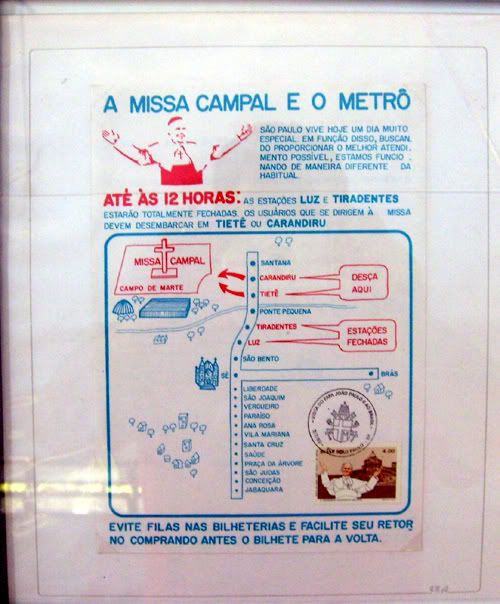 A MISSA CAMPAL E O METRÔ
SÃO PAULO VIVE HOJE UM DIA MUITO
ESPECIAL. EM FUNÇÃO DISSO, BUSCAN.
DO PROPORCIONAR O MELHOR ATENDI.
MENTO POSSÍVEL, ESTAMOS FUNCIO .
NANDO DE MANEIRA DIFERENTE DA
HABITUAL.
ATÉ ÀS 12 HORAS: AS ESTAÇÕES LUZ E TIRADENTES
ESTARÃO TOTALMENTE FECHADAS. OS USUÁRIOS QUE SE DIRIGEM À MISSA
DEVEM DESEMBARCAR EM TIETÊ OU CARANDIRU
MISSA CAMPAL
CAMPO DE MARTE
SANTANA
CARANDIRU
TIETÊ
DESÇA
AQUI
PONTE PEQUENA
TIRADENTES
LUZ
ESTAÇÕES
FECHADAS
SÃO BENTO
SÉ
BRÁS
LIBERDADE
SÃO JOAQUIM
VERGUEIRO
PARAÍSO
ANA ROSA
VILA MARIANA
SANTA CRUZ
SAÚDE
PRAÇA DA ÁRVORE
SÃO JUDAS
CONCEIÇÃO
JABAQUARA
4.00
EVITE FILAS NAS BILHETERIAS E FACILITE SEU RETOR
NO COMPRANDO ANTES O BILHETE PARA A VOLTA.